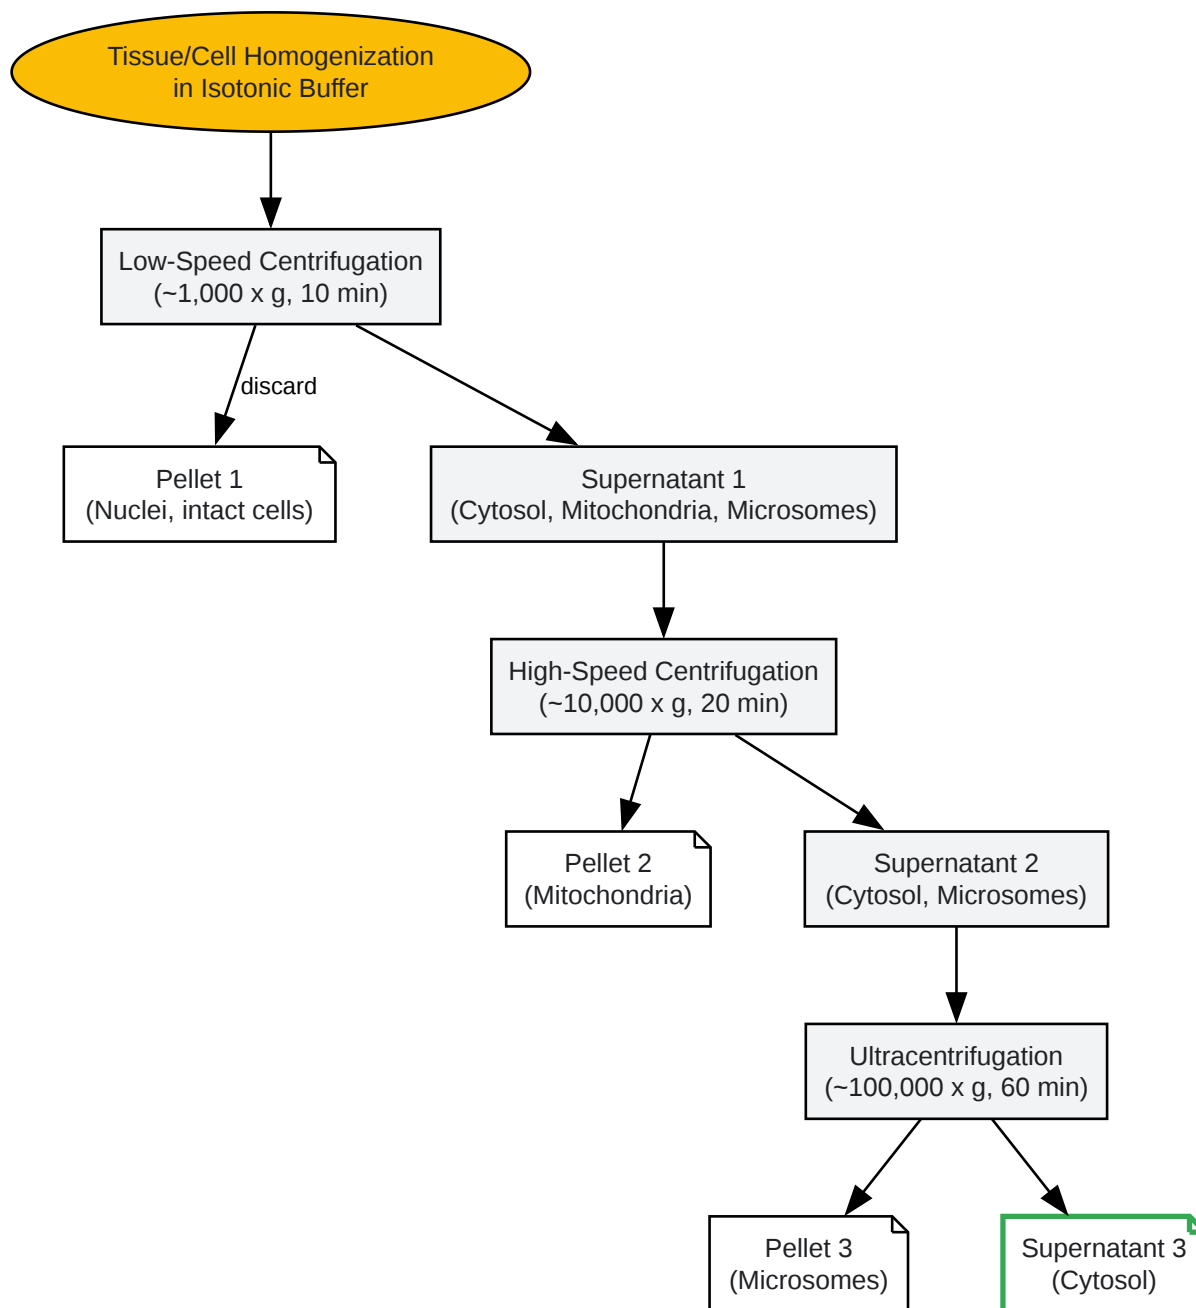 Tissue/Cell Homogenization
in Isotonic Buffer
Low-Speed Centrifugation
(~1,000 x g, 10 min)
discard
Pellet 1
(Nuclei, intact cells)
Supernatant 1
(Cytosol, Mitochondria, Microsomes)
High-Speed Centrifugation
(~10,000 x g, 20 min)
Pellet 2
(Mitochondria)
Supernatant 2
(Cytosol, Microsomes)
Ultracentrifugation
(~100,000 x g, 60 min)
Pellet 3
(Microsomes)
Supernatant 3
(Cytosol)